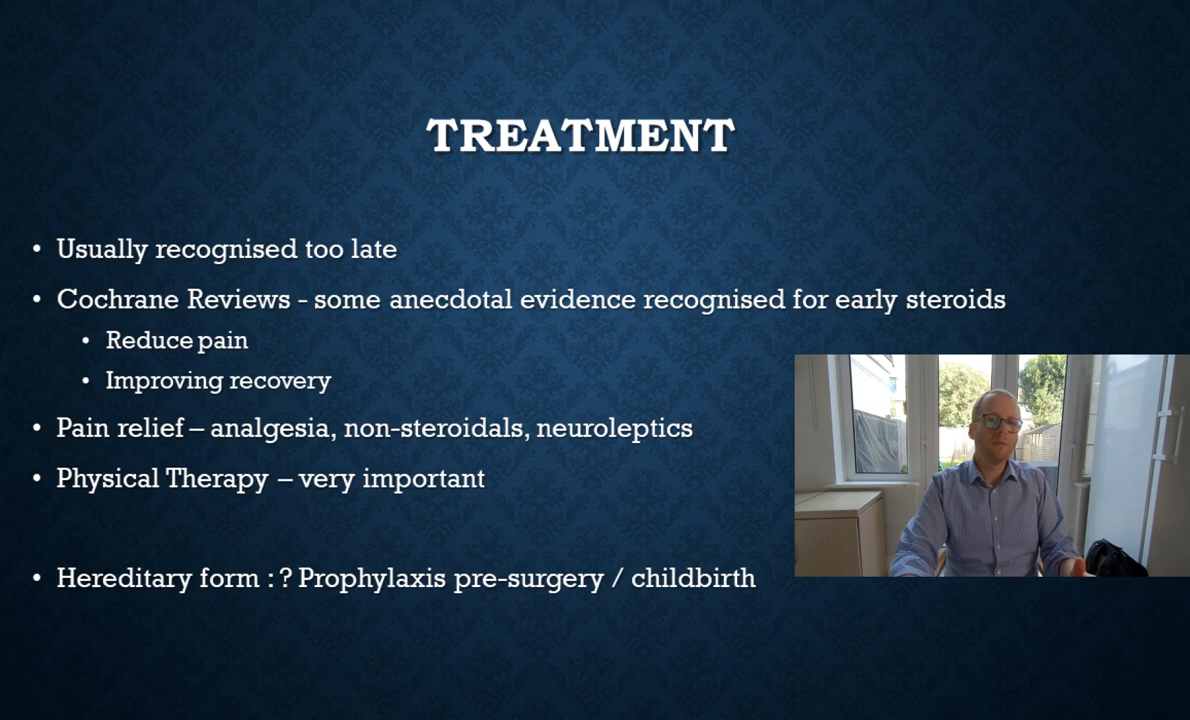 TREATMENT
• Usually recognised too late
• Cochrane Reviews - some anecdotal evidence recognised for early steroids
• Reduce pain
• Improving recovery
• Pain relief – analgesia, non-steroidals, neuroleptics
• Physical Therapy – very important
• Hereditary form : ? Prophylaxis pre-surgery / childbirth